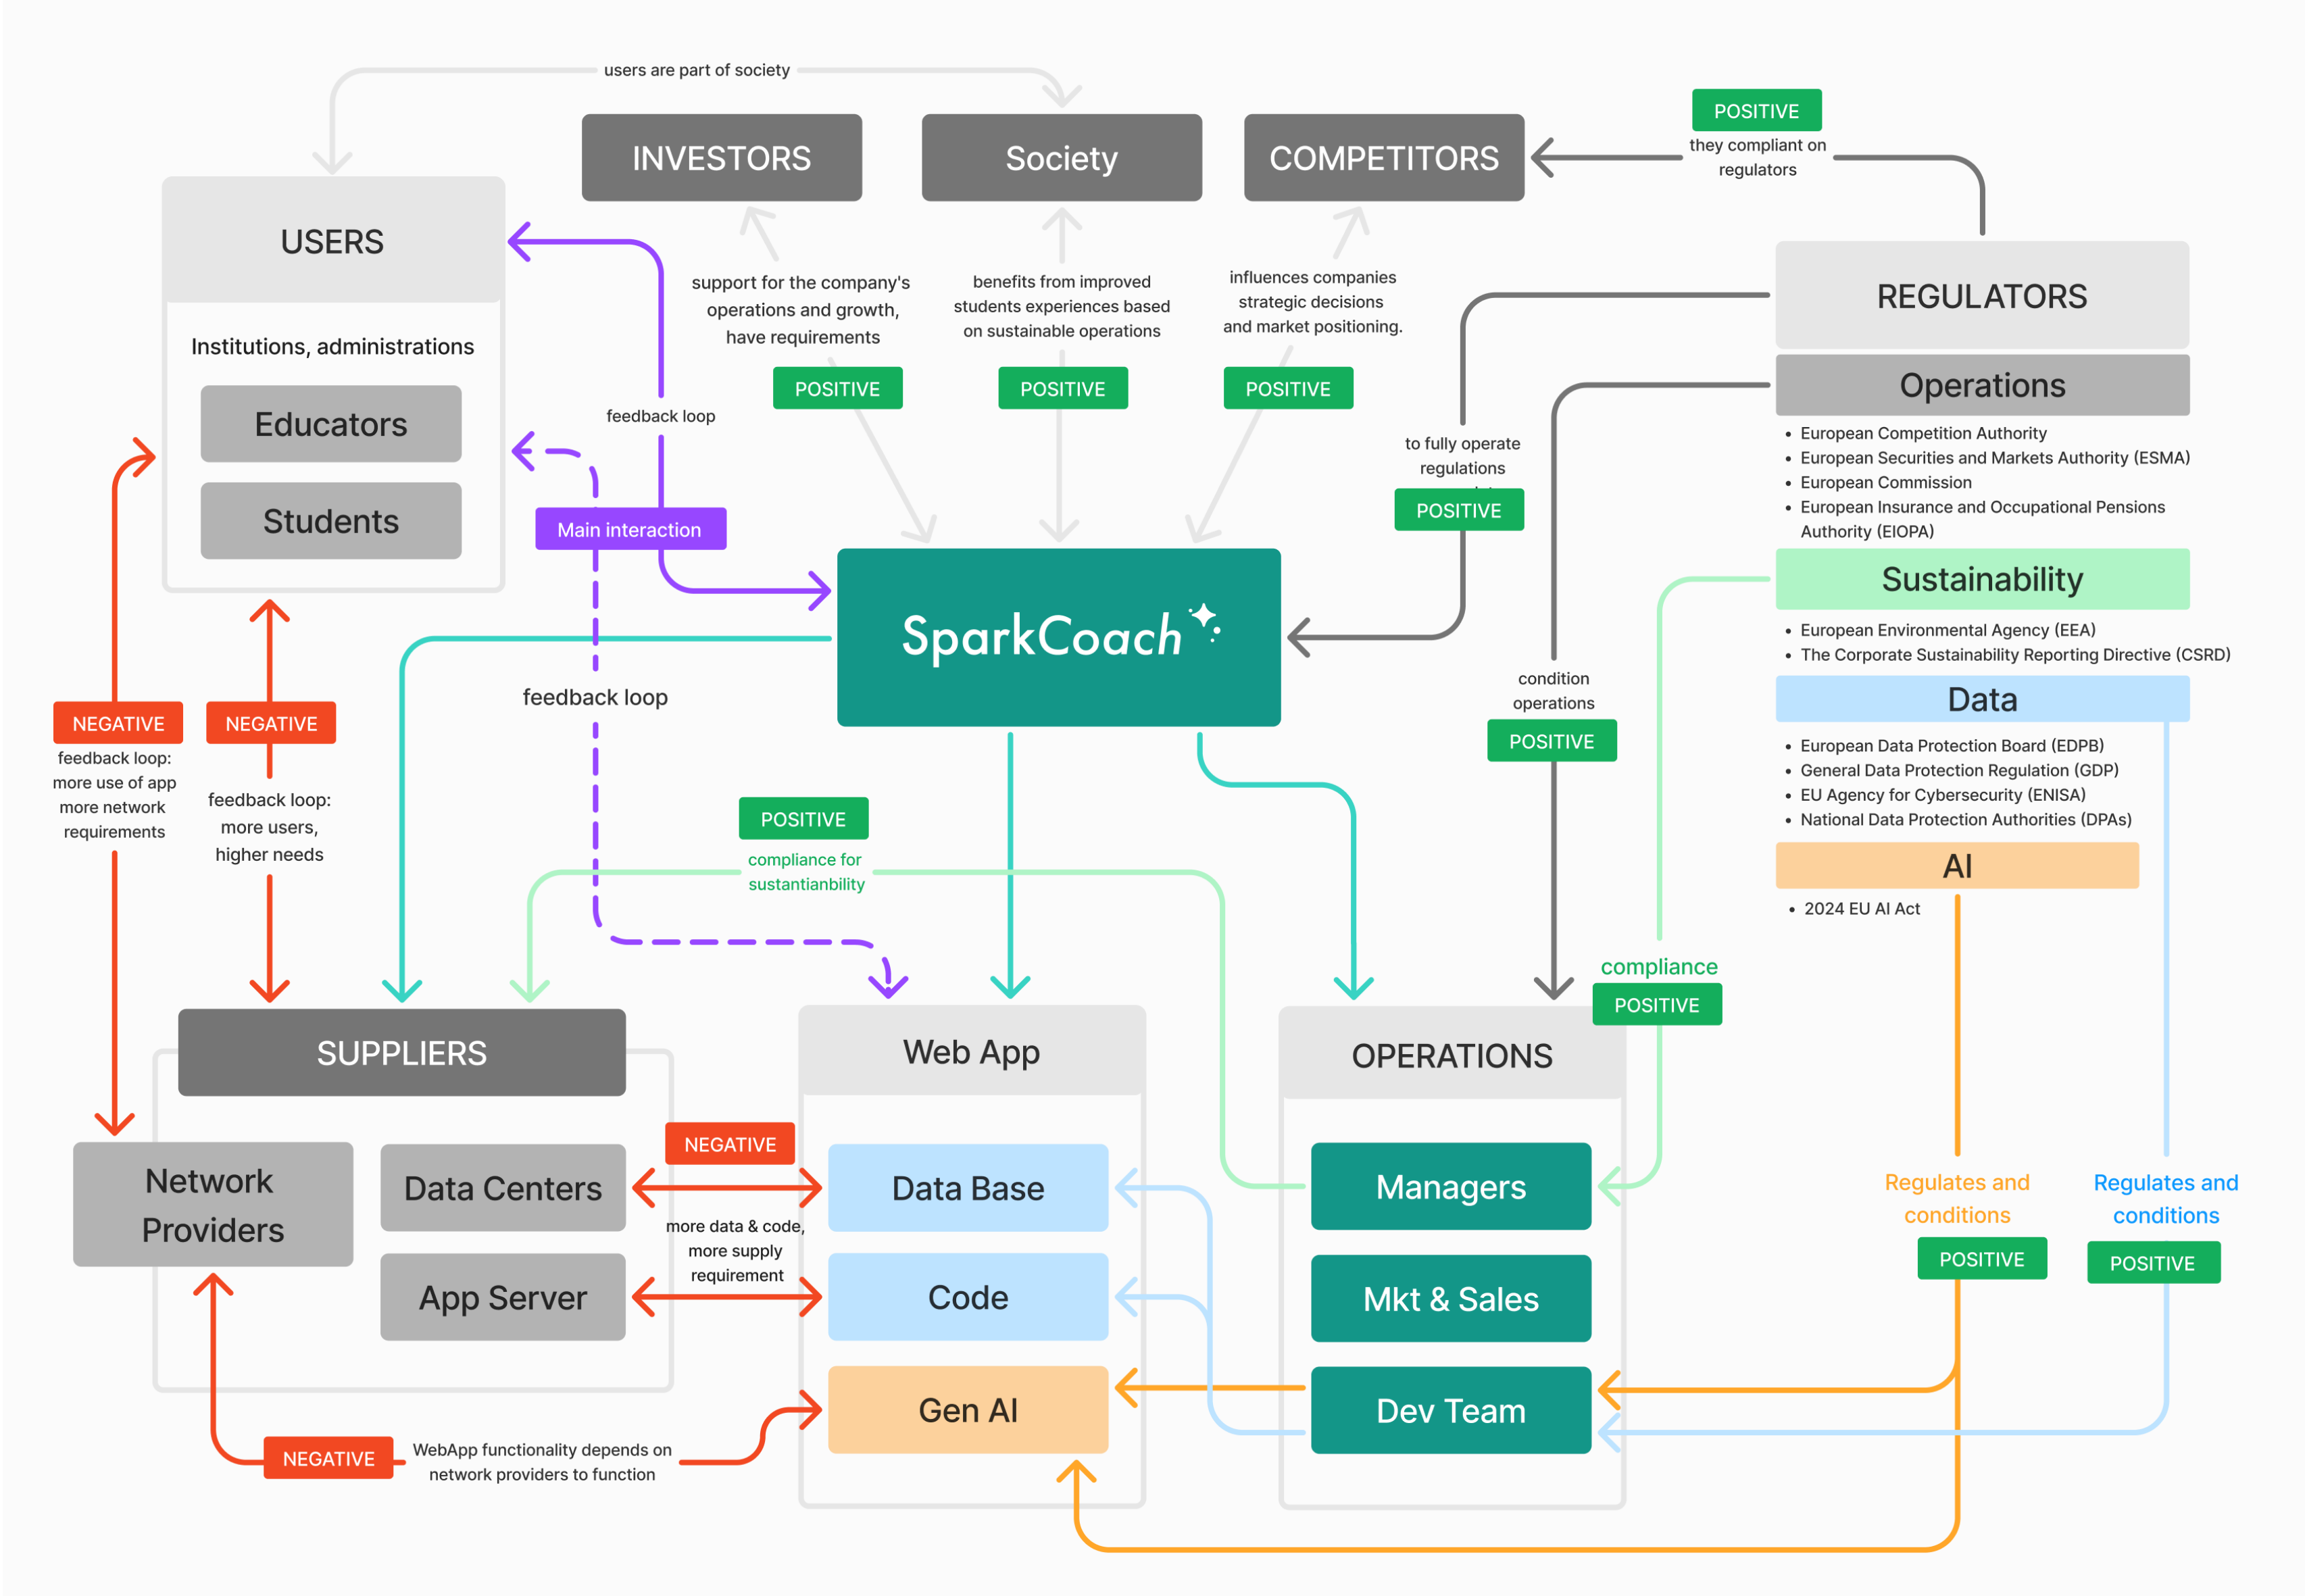 users are part of society
INVESTORS
Society
COMPETITORS
POSITIVE
they compliant on
regulators
USERS
Institutions, administrations
Educators
Students
support for the company's
operations and growth,
have requirements
POSITIVE
benefits from improved
students experiences based
on sustainable operations
POSITIVE
influences companies
strategic decisions
and market positioning.
POSITIVE
feedback loop
Main interaction
to fully operate
regulations
POSITIVE
REGULATORS
Operations
• European Competition Authority
• European Securities and Markets Authority (ESMA)
• European Commission
• European Insurance and Occupational Pensions
Authority (EIOPA)
Sustainability
• European Environmental Agency (EEA)
• The Corporate Sustainability Reporting Directive (CSRD)
Data
• European Data Protection Board (EDPB)
• General Data Protection Regulation (GDP)
• EU Agency for Cybersecurity (ENISA)
• National Data Protection Authorities (DPAs)
AI
• 2024 EU AI Act
SparkCoach
feedback loop
condition
operations
POSITIVE
NEGATIVE
feedback loop:
more use of app
more network
requirements
NEGATIVE
feedback loop:
more users,
higher needs
POSITIVE
compliance for
sustantianbility
compliance
POSITIVE
SUPPLIERS
Network
Providers
Data Centers
App Server
NEGATIVE
more data & code,
more supply
requirement
Web App
Data Base
Code
Gen AI
OPERATIONS
Managers
Mkt & Sales
Dev Team
Regulates and
conditions
POSITIVE
Regulates and
conditions
POSITIVE
NEGATIVE
WebApp functionality depends on
network providers to function